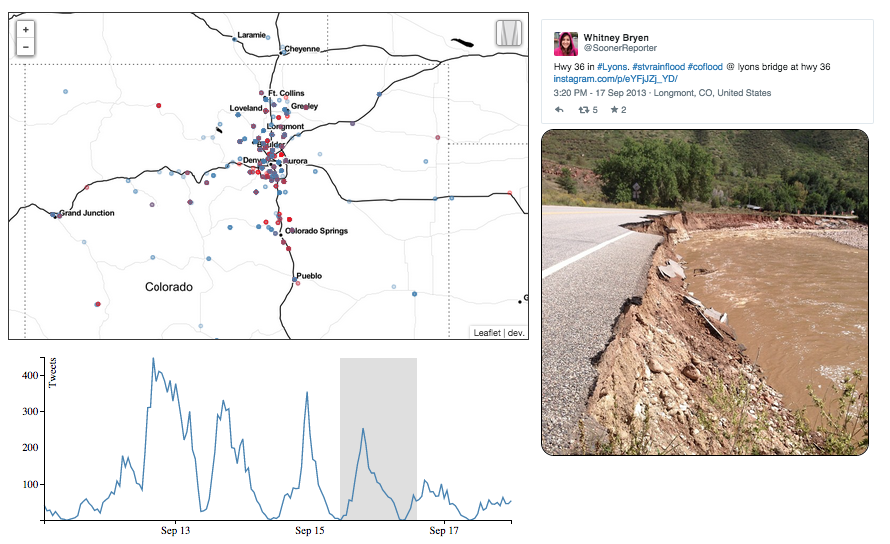 +
−
Laramie
Cheyenne
Ft. Collins
Loveland
Greeley
Longmont
Boulder
Denver
Aurora
Grand Junction
Colorado Springs
Pueblo
Colorado
G
Leaflet | dev.
Tweets
400
300
200
100
Sep 13
Sep 15
Sep 17
Whitney Bryen
@SoonerReporter
Hwy 36 in #Lyons. #stvrainflood #coflood @ lyons bridge at hwy 36
instagram.com/p/eYFjJZj_YD/
3:20 PM - 17 Sep 2013 · Longmont, CO, United States
5 2